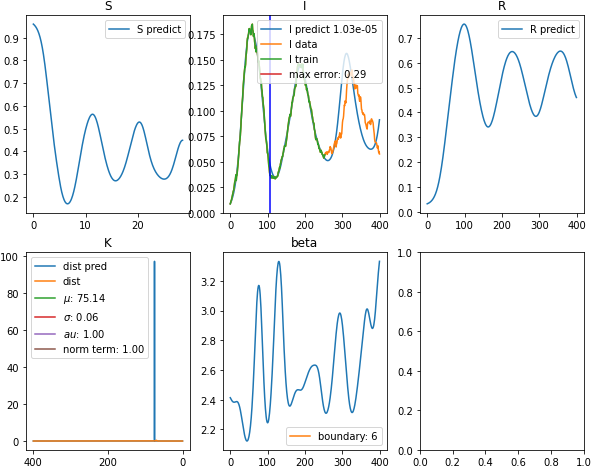 S
I
R
0.9
0.8
0.7
0.6
0.5
0.4
0.3
0.2
0 10 20
S predict
0.175
0.150
0.125
0.100
0.075
0.050
0.025
0.000
0 100 200 300 400
I predict 1.03e-05
I data
I train
max error: 0.29
0.7
0.6
0.5
0.4
0.3
0.2
0.1
0.0
0 100 200 300 400
R predict
K
beta
100
80
60
40
20
0
400 200 0
dist pred
dist
μ: 75.14
σ: 0.06
au: 1.00
norm term: 1.00
3.2
3.0
2.8
2.6
2.4
2.2
0 100 200 300 400
boundary: 6
1.0
0.8
0.6
0.4
0.2
0.0
0.0 0.2 0.4 0.6 0.8 1.0